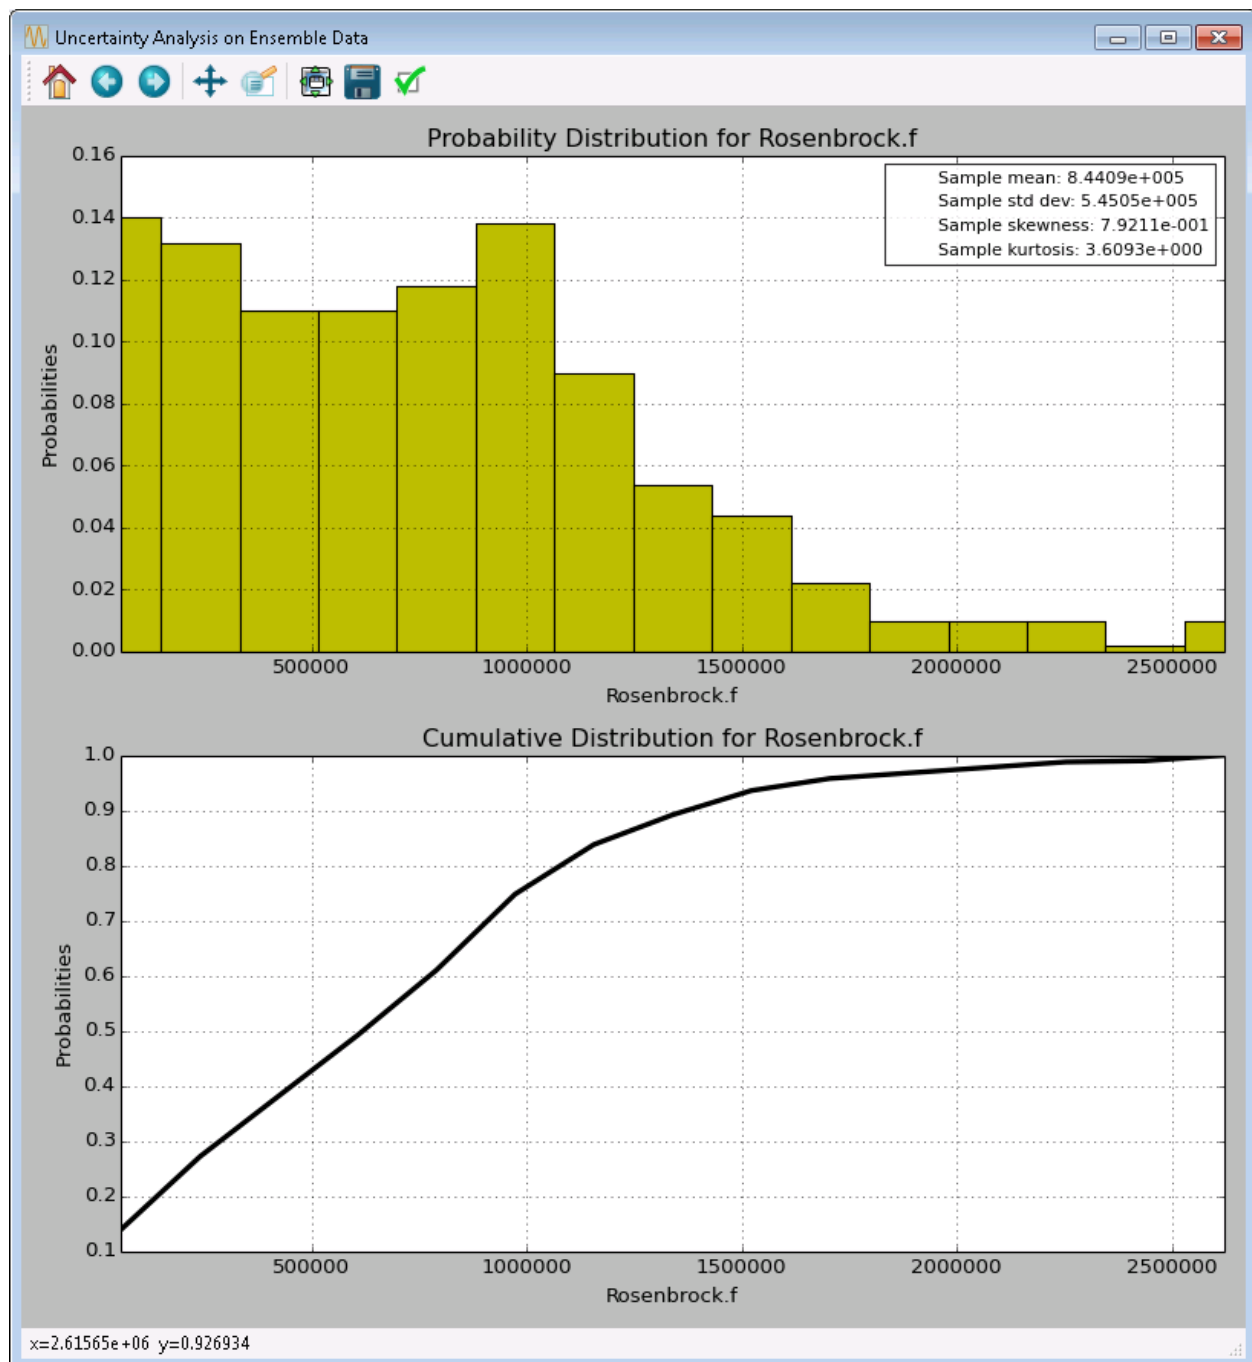 Uncertainty Analysis on Ensemble Data
Probability Distribution for Rosenbrock.f
0.16
0.14
0.12
0.10
0.08
0.06
0.04
0.02
0.00
Probabilities
Sample mean: 8.4409e+005
Sample std dev: 5.4505e+005
Sample skewness: 7.9211e-001
Sample kurtosis: 3.6093e+000
500000 1000000 1500000 2000000 2500000
Rosenbrock.f
Cumulative Distribution for Rosenbrock.f
1.0
0.9
0.8
0.7
0.6
0.5
0.4
0.3
0.2
0.1
Probabilities
500000 1000000 1500000 2000000 2500000
Rosenbrock.f
x=2.61565e+06 y=0.926934